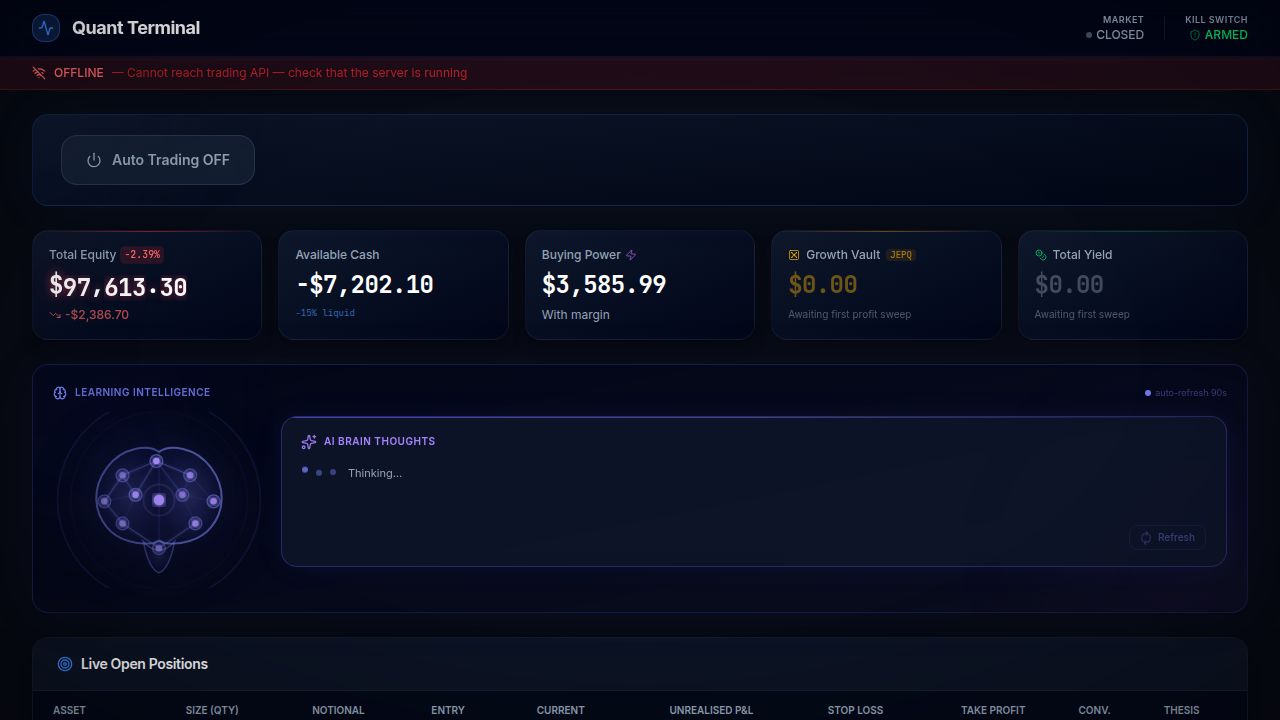 Quant Terminal
MARKET
CLOSED
KILL SWITCH
ARMED
OFFLINE — Cannot reach trading API — check that the server is running
Auto Trading OFF
Total Equity -2.39%
$97,613.30
-$2,386.70
Available Cash
-$7,202.10
-15% liquid
Buying Power
$3,585.99
With margin
Growth Vault JEPQ
$0.00
Awaiting first profit sweep
Total Yield
$0.00
Awaiting first sweep
LEARNING INTELLIGENCE
auto-refresh 90s
AI BRAIN THOUGHTS
Thinking...
Refresh
Live Open Positions
ASSET SIZE (QTY) NOTIONAL ENTRY CURRENT UNREALISED P&L STOP LOSS TAKE PROFIT CONV. THESIS